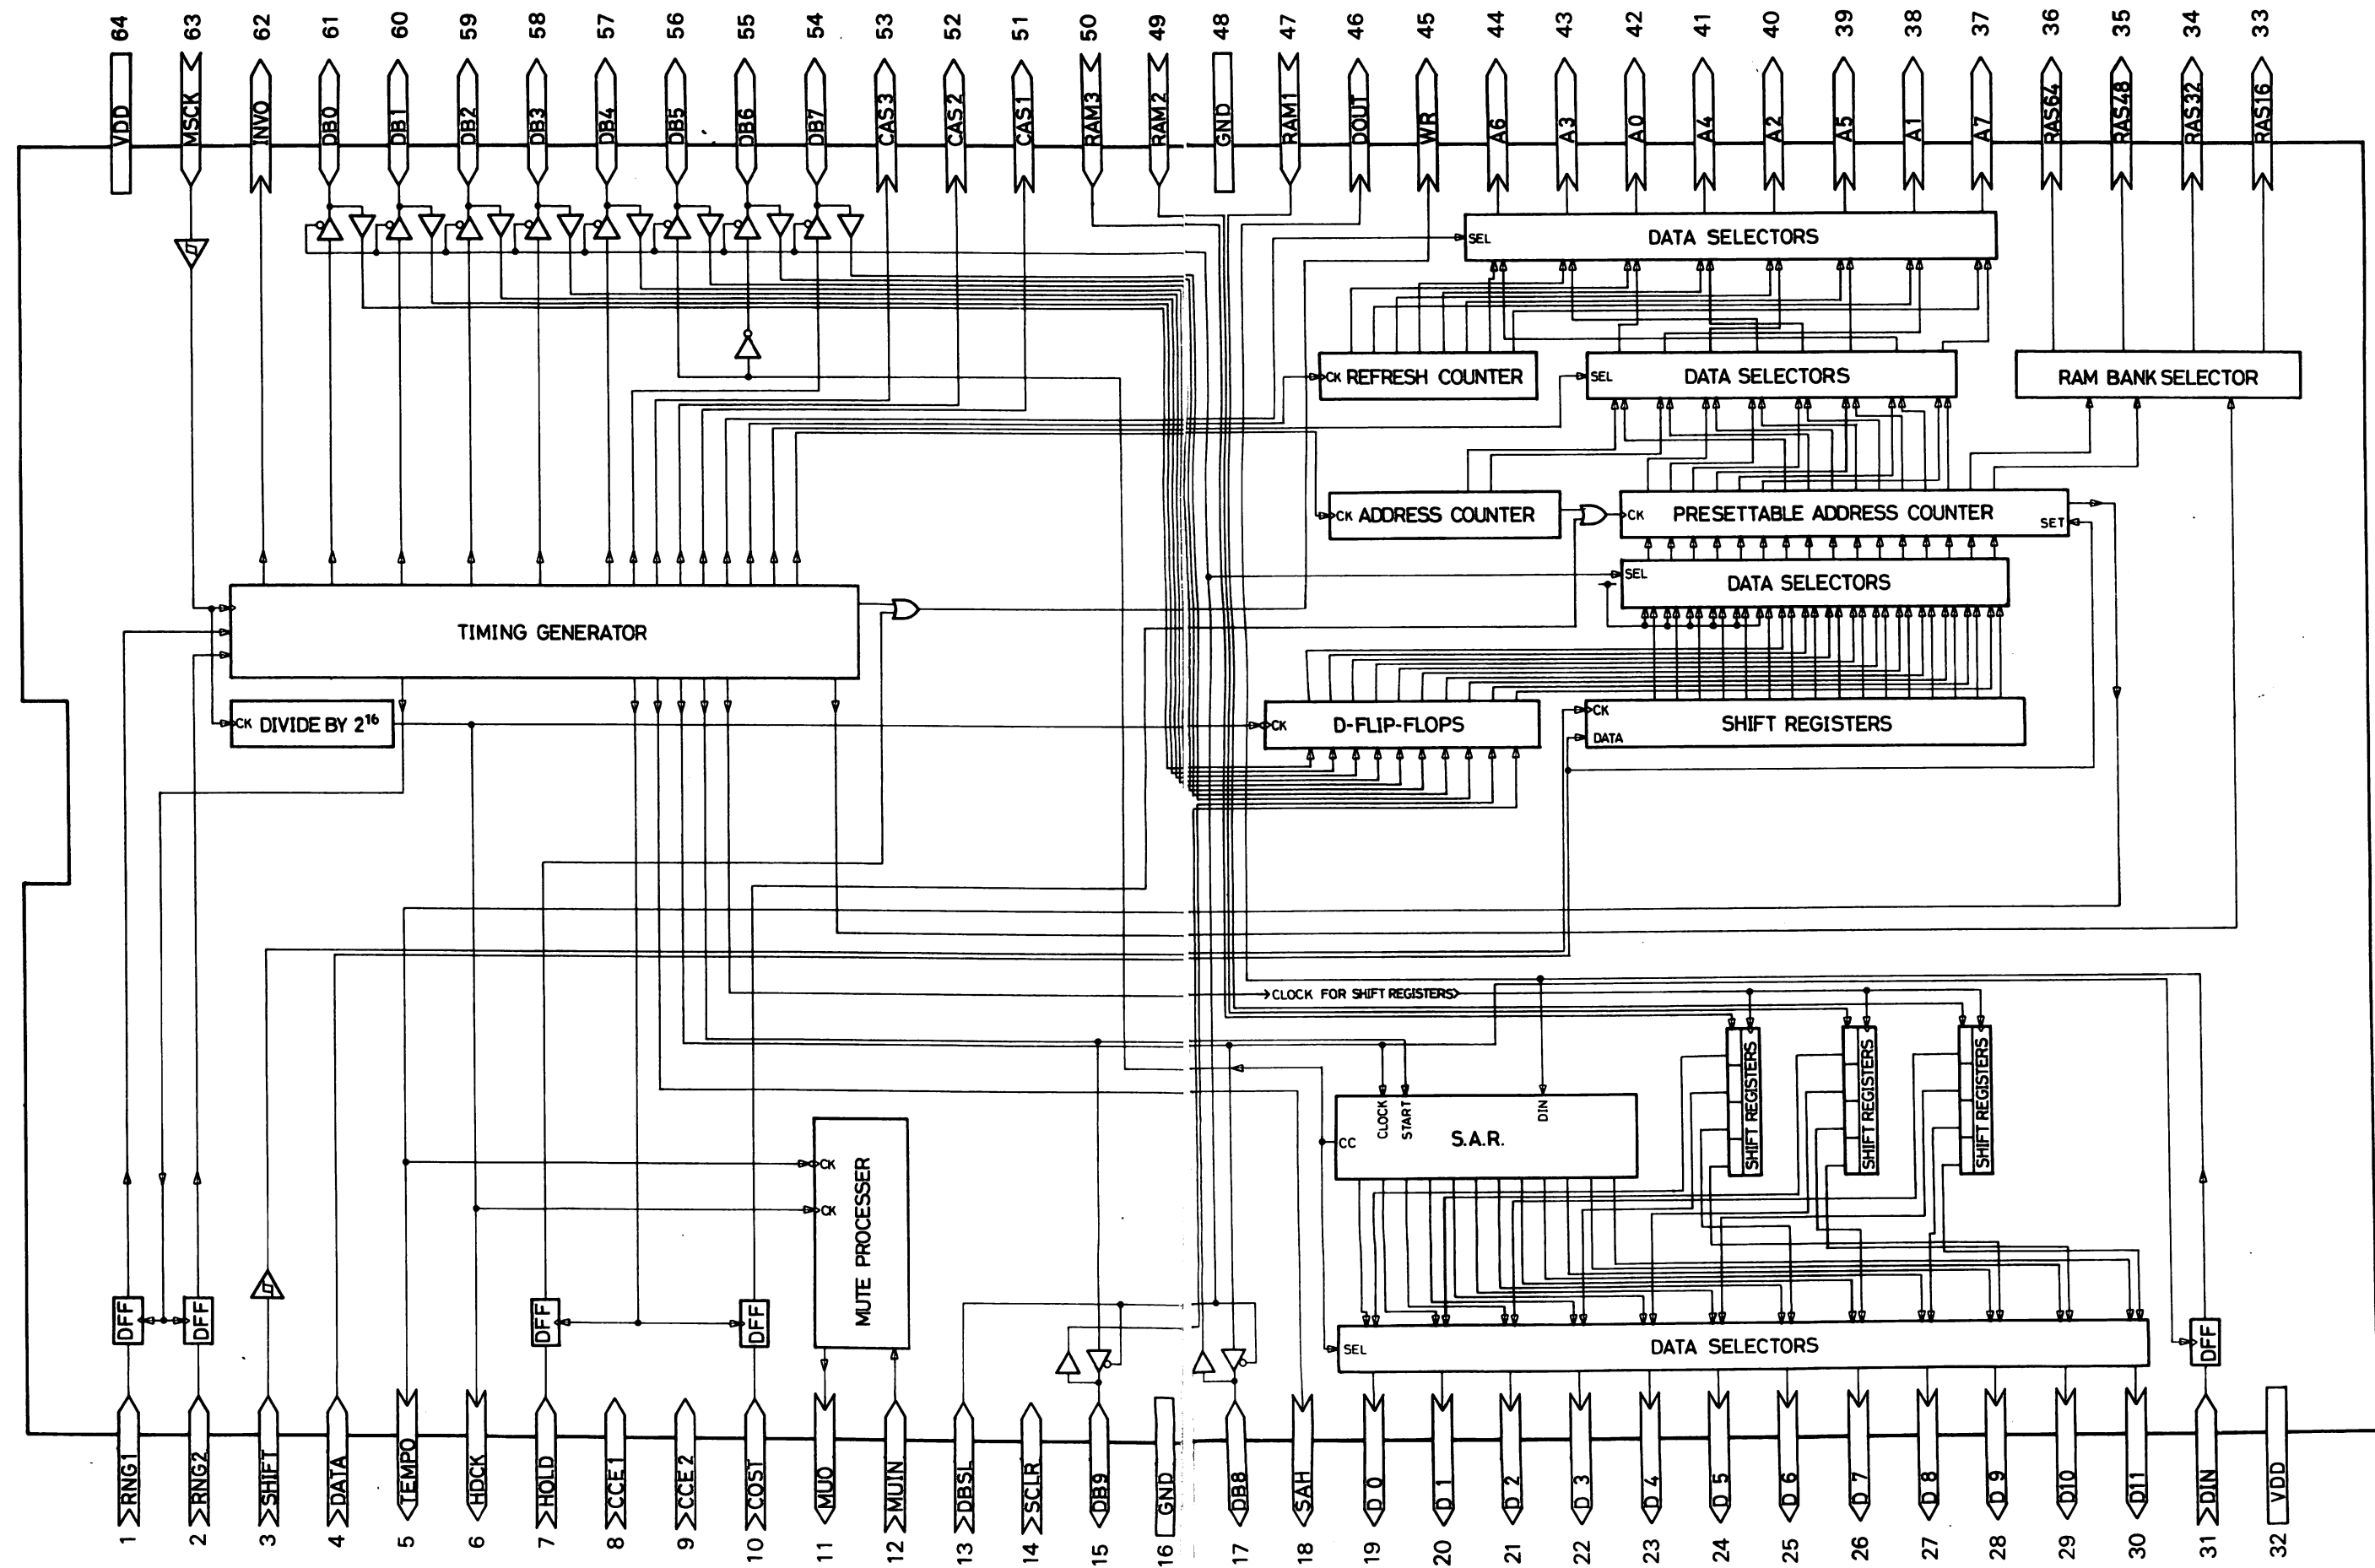 64 63 62 61 60 59 58 57 56 55 54 53 52 51 50 49 48 47 46 45 44 43 42 41 40 39 38 37 36 35 34 33
VDD MSCK INVO DB0 DB1 DB2 DB3 DB4 DB5 DB6 DB7 CAS3 CAS2 CAS1 RAM3 RAM2 GND RAM1 DOUT WR A6 A3 A0 A4 A2 A5 A1 A7 RAS64 RAS48 RAS32 RAS16
SEL DATA SELECTORS
CK REFRESH COUNTER
SEL DATA SELECTORS
RAM BANK SELECTOR
CK ADDRESS COUNTER
CK PRESETTABLE ADDRESS COUNTER SET
SEL DATA SELECTORS
TIMING GENERATOR
CK DIVIDE BY 2¹⁶
CK D-FLIP-FLOPS
CK SHIFT REGISTERS
DATA
CLOCK FOR SHIFT REGISTERS
SHIFT REGISTERS
SHIFT REGISTERS
SHIFT REGISTERS
CLOCK START DIN
CC S.A.R.
CK
CK
MUTE PROCESSER
DFF DFF DFF DFF
SEL DATA SELECTORS
DFF
>RNG1 >RNG2 >SHIFT >DATA TEMPO HDCK >HOLD >CCE1 >CCE2 >COST MUO >MUIN >DBSL >SCLR DB9 GND DB8 SAH D0 D1 D2 D3 D4 D5 D6 D7 D8 D9 D10 D11 >DIN VDD
1 2 3 4 5 6 7 8 9 10 11 12 13 14 15 16 17 18 19 20 21 22 23 24 25 26 27 28 29 30 31 32